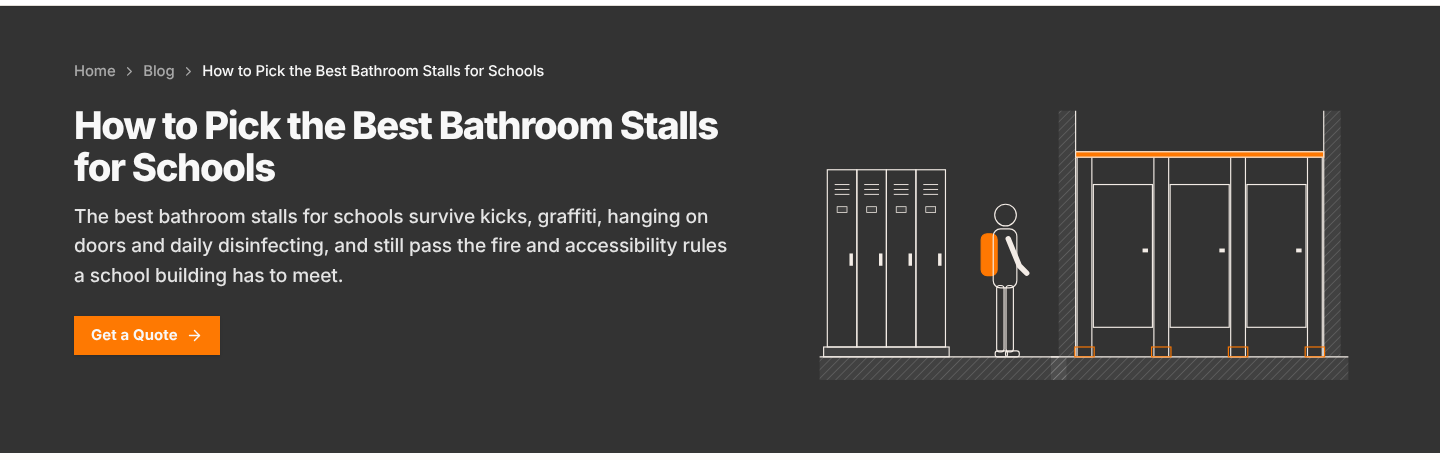 Home > Blog > How to Pick the Best Bathroom Stalls for Schools
How to Pick the Best Bathroom Stalls
for Schools
The best bathroom stalls for schools survive kicks, graffiti, hanging on
doors and daily disinfecting, and still pass the fire and accessibility rules
a school building has to meet.
Get a Quote →